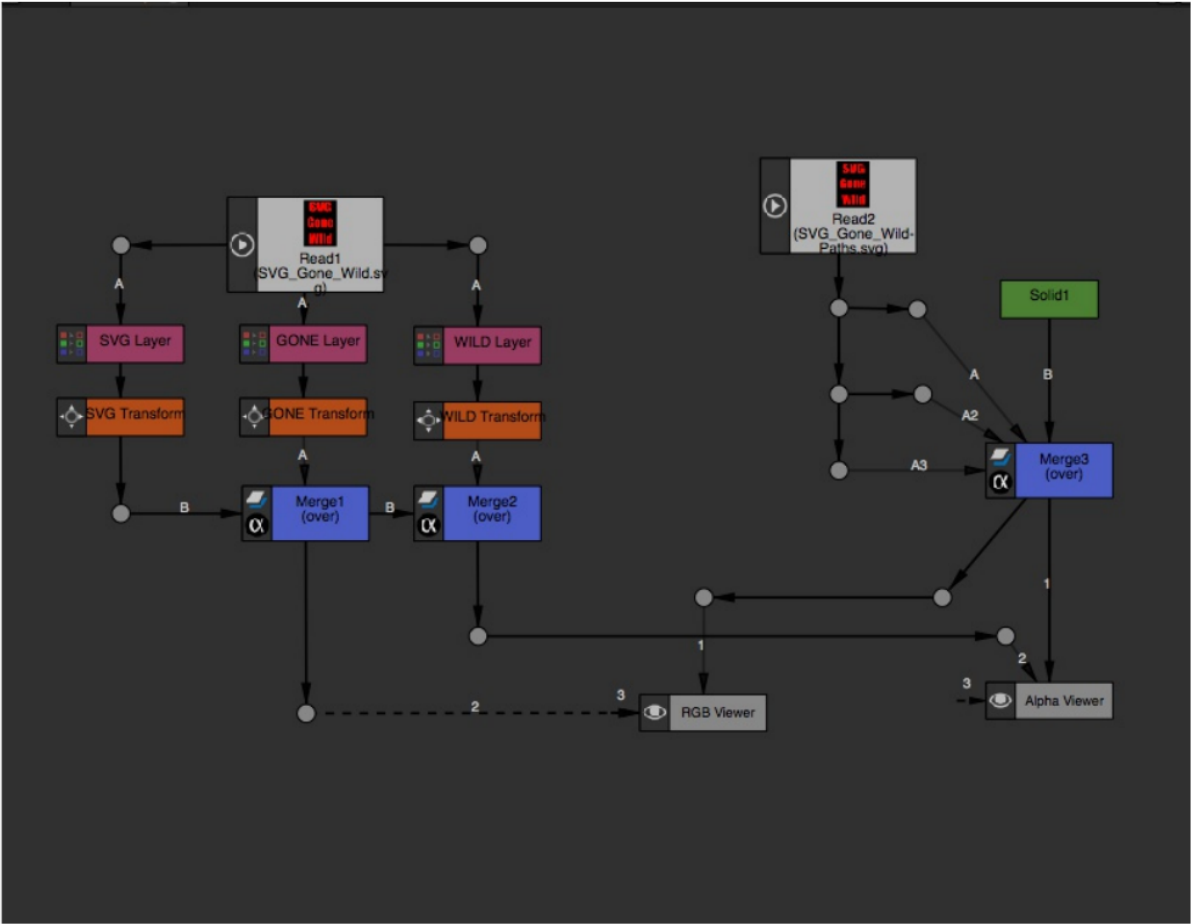 SVG
Gone
Wild
Read2
(SVG_Gone_Wild-
Paths.svg)
SVG
Gone
Wild
Read1
(SVG_Gone_Wild.sv
g)
Solid1
A
A
A
A
B
SVG Layer
GONE Layer
WILD Layer
A2
SVG Transform
GONE Transform
WILD Transform
A
A
A3
Merge3
(over)
B
Merge1
(over)
B
Merge2
(over)
1
1
2
3
2
3
RGB Viewer
Alpha Viewer